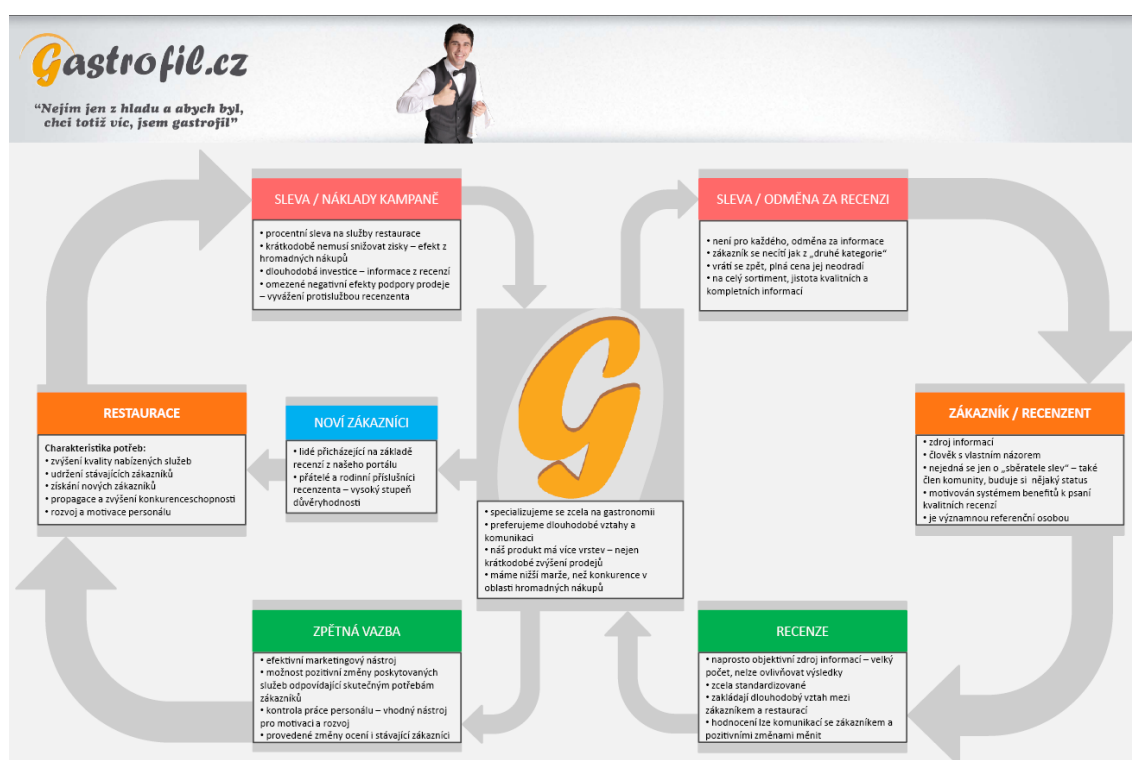 Gastrofil.cz
“Nejím jen z hladu a abych byl,
chci totiž víc, jsem gastrofil”
SLEVA / NÁKLADY KAMPANĚ
• procentní sleva na služby restaurace
• krátkodobě nemusí snižovat zisky – efekt z
hromadných nákupů
• dlouhodobá investice – informace z recenzí
• omezené negativní efekty podpory prodeje
– vyvážení protislužbou recenzenta
SLEVA / ODMĚNA ZA RECENZI
• není pro každého, odměna za informace
• zákazník se necítí jak z „druhé kategorie“
• vrátí se zpět, plná cena jej neodradí
• na celý sortiment, jistota kvalitních a
kompletních informací
RESTAURACE
Charakteristika potřeb:
• zvýšení kvality nabízených služeb
• udržení stávajících zákazníků
• získání nových zákazníků
• propagace a zvýšení konkurenceschopnosti
• rozvoj a motivace personálu
NOVÍ ZÁKAZNÍCI
• lidé přicházející na základě
recenzí z našeho portálu
• přátelé a rodinní příslušníci
recenzenta – vysoký stupeň
důvěryhodnosti
G
• specializujeme se zcela na gastronomii
• preferujeme dlouhodobé vztahy a
komunikaci
• náš produkt má více vrstev – nejen
krátkodobé zvýšení prodejů
• máme nižší marže, než konkurence v
oblasti hromadných nákupů
ZÁKAZNÍK / RECENZENT
• zdroj informací
• člověk s vlastním názorem
• nejedná se jen o „sběratele slev“ – také
člen komunity, buduje si nějaký status
• motivován systémem benefitů k psaní
kvalitních recenzí
• je významnou referenční osobou
ZPĚTNÁ VAZBA
• efektivní marketingový nástroj
• možnost pozitivní změny poskytovaných
služeb odpovídající skutečným potřebám
zákazníků
• kontrola práce personálu – vhodný nástroj
pro motivaci a rozvoj
• provedené změny ocení i stávající zákazníci
RECENZE
• naprosto objektivní zdroj informací – velký
počet, nelze ovlivňovat výsledky
• zcela standardizované
• zakládají dlouhodobý vztah mezi
zákazníkem a restaurací
• hodnocení lze komunikací se zákazníkem a
pozitivními změnami měnit